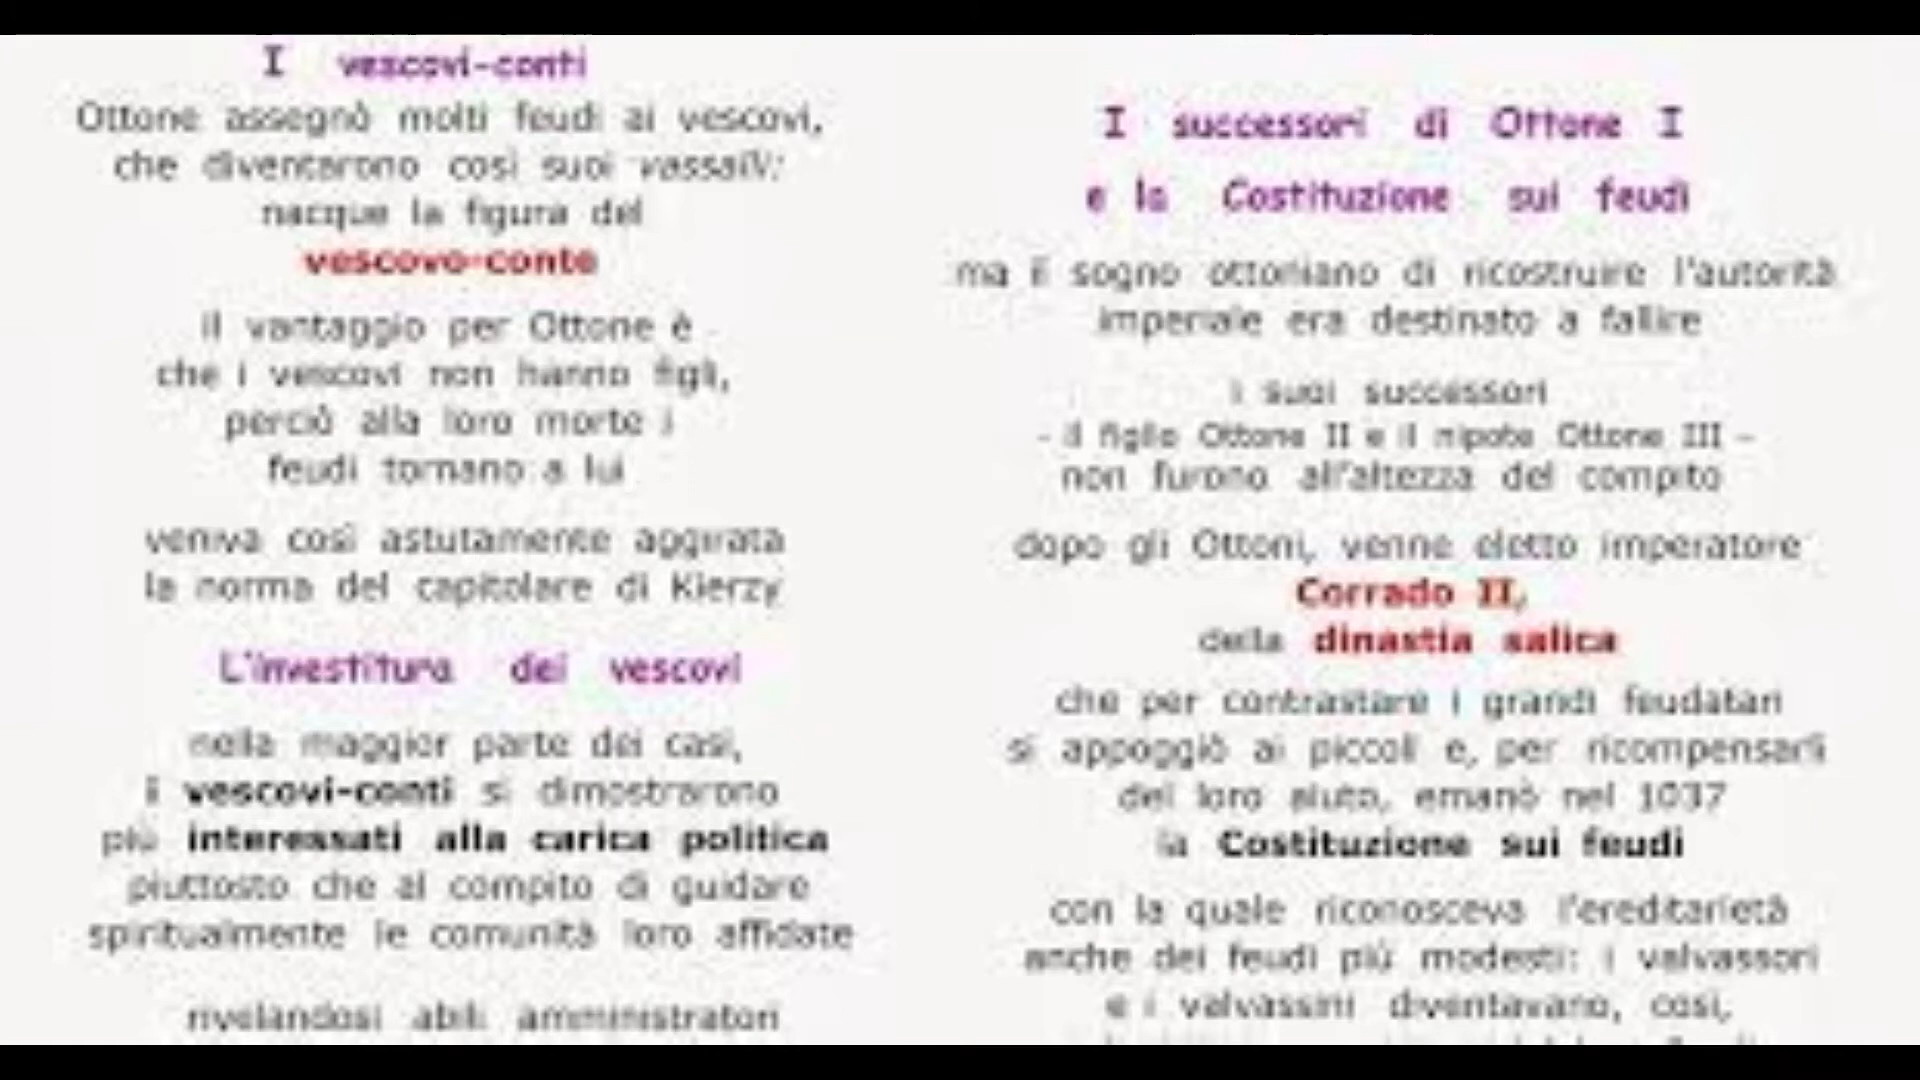 I vescovi-conti
Ottone assegnò molti feudi ai vescovi,
che diventarono così suoi vassalli:
nacque la figura del
vescovo-conte
il vantaggio per Ottone è
che i vescovi non hanno figli,
perciò alla loro morte i
feudi tornano a lui
veniva così astutamente aggirata
la norma del capitolare di Kierzy
L'investitura dei vescovi
nella maggior parte dei casi,
i vescovi-conti si dimostrarono
più interessati alla carica politica
piuttosto che al compito di guidare
spiritualmente le comunità loro affidate
rivelandosi abili amministratori
I successori di Ottone I
e la Costituzione sui feudi
ma il sogno ottoniano di ricostruire l'autorità
imperiale era destinato a fallire
i suoi successori
- il figlio Ottone II e il nipote Ottone III -
non furono all'altezza del compito
dopo gli Ottoni, venne eletto imperatore
Corrado II,
della dinastia salica
che per contrastare i grandi feudatari
si appoggiò ai piccoli e, per ricompensarli
del loro aiuto, emanò nel 1037
la Costituzione sui feudi
con la quale riconosceva l'ereditarietà
anche dei feudi più modesti: i valvassori
e i valvassini diventavano, così,